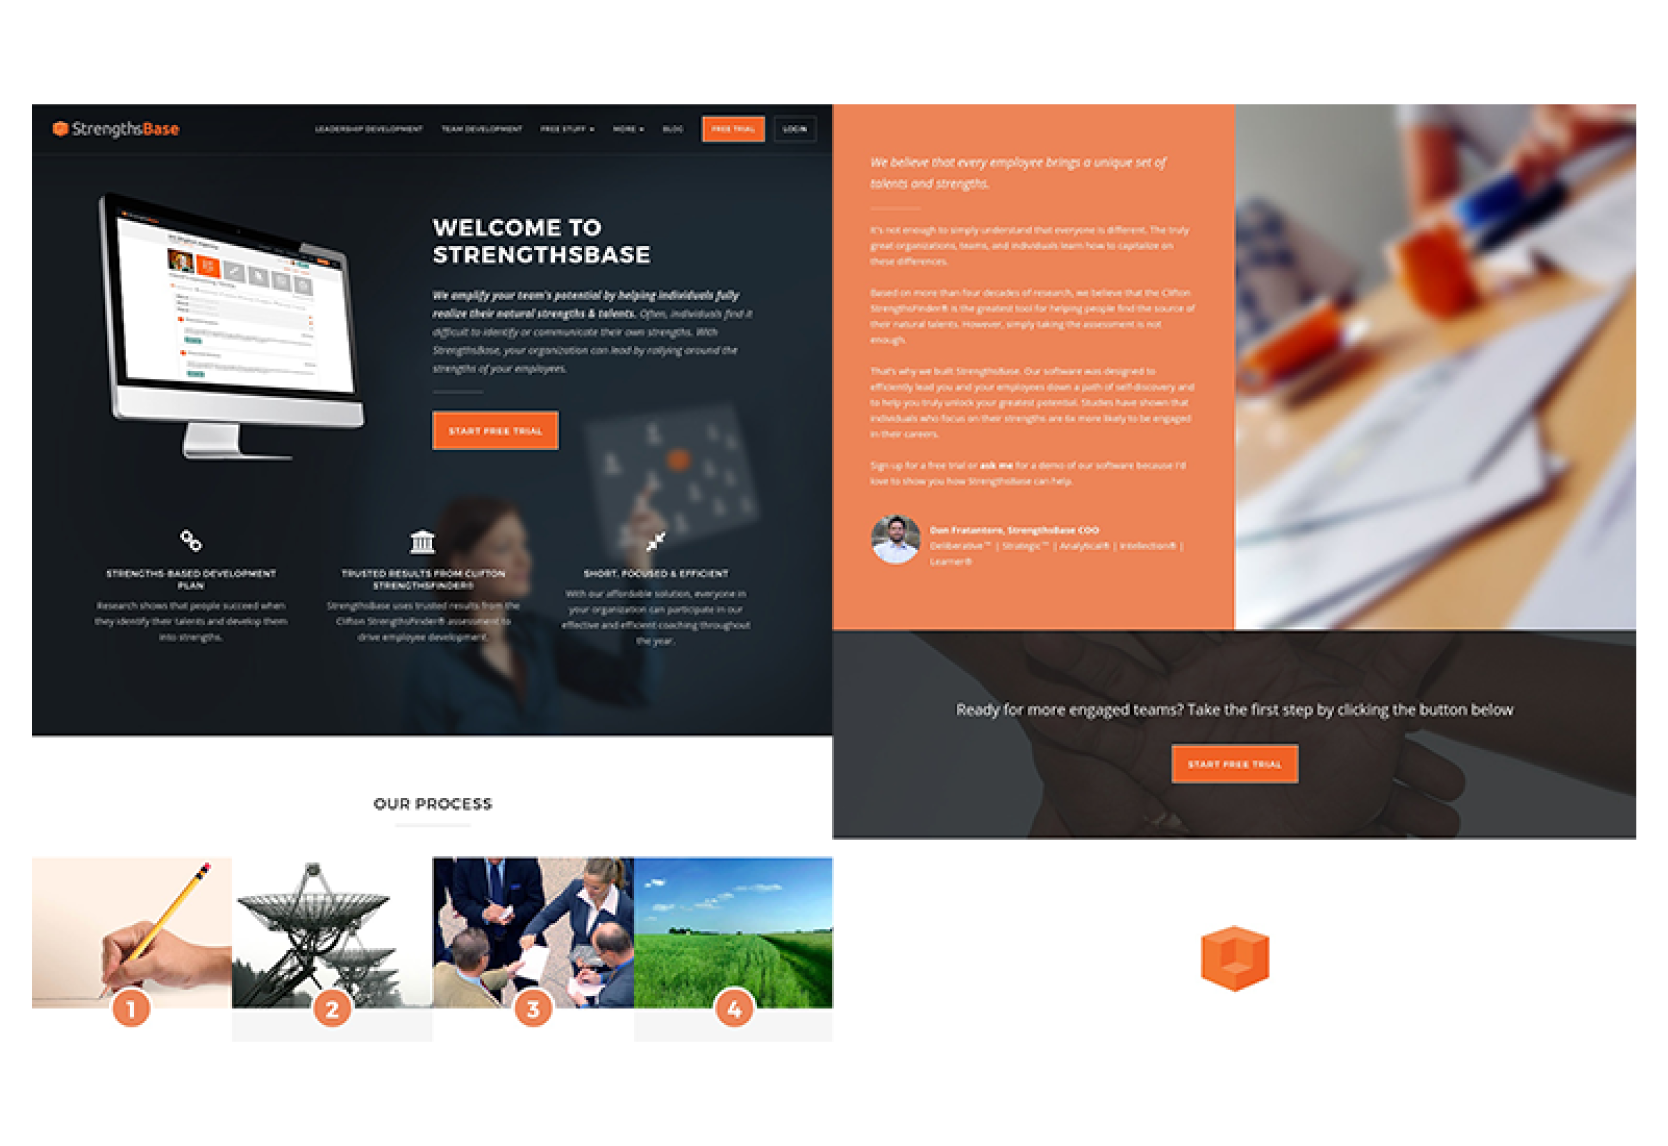 StrengthsBase
LEADERSHIP DEVELOPMENT TEAM DEVELOPMENT FREE STUFF MORE BLOG FREE TRIAL LOGIN
WELCOME TO
STRENGTHSBASE
We amplify your team's potential by helping individuals fully
realize their natural strengths & talents. Often, individuals find it
difficult to identify or communicate their own strengths. With
StrengthsBase, your organization can lead by rallying around the
strengths of your employees.
START FREE TRIAL
STRENGTHS-BASED DEVELOPMENT
PLAN
Research shows that people succeed when
they identify their talents and develop them
into strengths.
TRUSTED RESULTS FROM CLIFTON
STRENGTHSFINDER®
StrengthsBase uses trusted results from the
Clifton StrengthsFinder® assessment to
drive employee development.
SHORT, FOCUSED & EFFICIENT
With our affordable solution, everyone in
your organization can participate in our
effective and efficient coaching throughout
the year.
OUR PROCESS
1
2
3
4
We believe that every employee brings a unique set of
talents and strengths.
It's not enough to simply understand that everyone is different. The truly
great organizations, teams, and individuals learn how to capitalize on
these differences.
Based on more than four decades of research, we believe that the Clifton
StrengthsFinder® is the greatest tool for helping people find the source of
their natural talents. However, simply taking the assessment is not
enough.
That's why we built StrengthsBase. Our software was designed to
efficiently lead you and your employees down a path of self-discovery and
to help you truly unlock your greatest potential. Studies have shown that
individuals who focus on their strengths are 6x more likely to be engaged
in their careers.
Sign up for a free trial or ask me for a demo of our software because I'd
love to show you how StrengthsBase can help.
Dan Fratantoro, StrengthsBase COO
Deliberative™ | Strategic™ | Analytical® | Intellection® |
Learner®
Ready for more engaged teams? Take the first step by clicking the button below
START FREE TRIAL